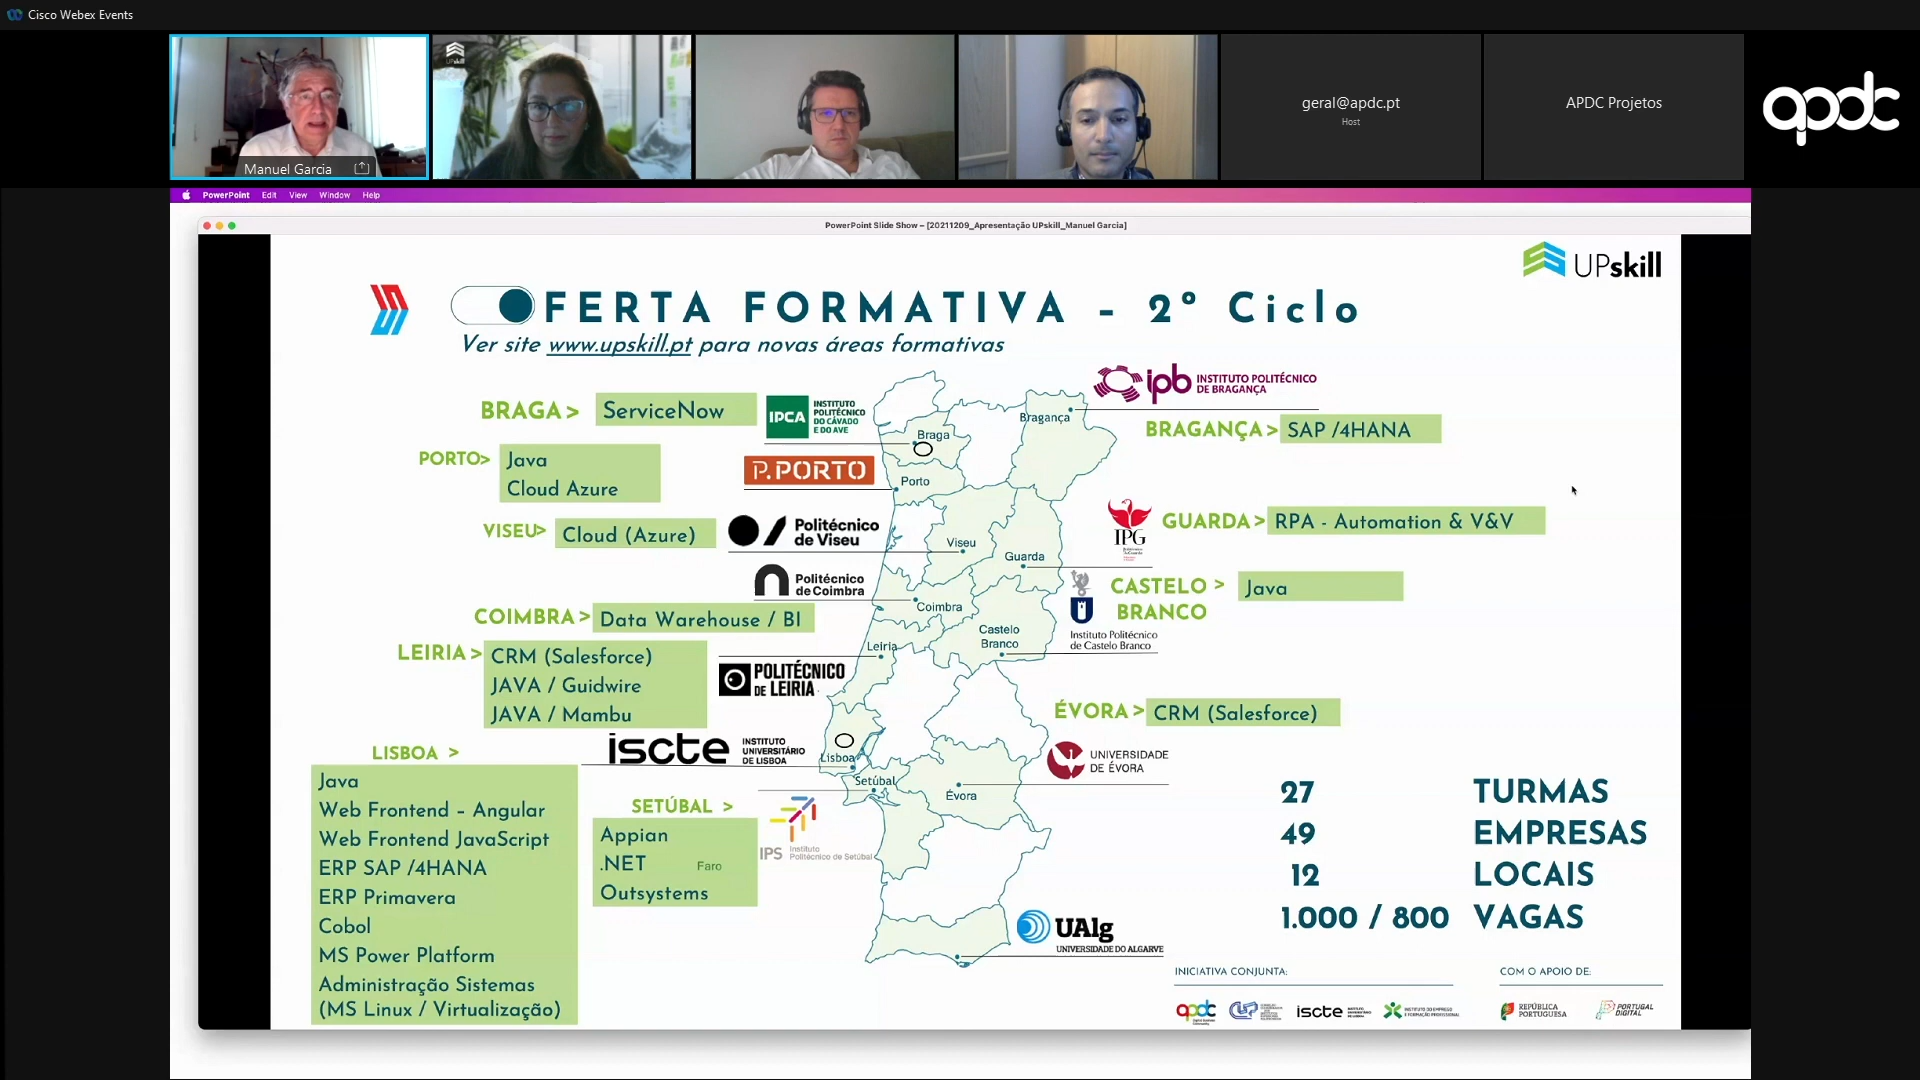 Cisco Webex Events
UPskill
Manuel Garcia
geral@apdc.pt
Host
APDC Projetos
apdc
PowerPoint Edit View Window Help
PowerPoint Slide Show – [20211209_Apresentação UPskill_Manuel Garcia]
UPskill
FERTA FORMATIVA – 2º Ciclo
Ver site www.upskill.pt para novas áreas formativas
BRAGA >
ServiceNow
IPCA
INSTITUTO
POLITÉCNICO
DO CÁVADO
E DO AVE
PORTO>
Java
Cloud Azure
P.PORTO
VISEU>
Cloud (Azure)
Politécnico
de Viseu
Politécnico
de Coimbra
COIMBRA >
Data Warehouse / BI
LEIRIA >
CRM (Salesforce)
JAVA / Guidwire
JAVA / Mambu
POLITÉCNICO
DE LEIRIA
LISBOA >
Java
Web Frontend – Angular
Web Frontend JavaScript
ERP SAP /4HANA
ERP Primavera
Cobol
MS Power Platform
Administração Sistemas
(MS Linux / Virtualização)
iscte
INSTITUTO
UNIVERSITÁRIO
DE LISBOA
SETÚBAL >
Appian
.NET
Faro
Outsystems
IPS
Instituto
Politécnico de Setúbal
Bragança
Braga
Porto
Viseu
Guarda
Coimbra
Castelo
Branco
Leiria
Lisboa
Setúbal
Évora
ipb
INSTITUTO POLITÉCNICO
DE BRAGANÇA
BRAGANÇA >
SAP /4HANA
IPG
GUARDA >
RPA - Automation & V&V
CASTELO >
BRANCO
Java
Instituto Politécnico
de Castelo Branco
ÉVORA >
CRM (Salesforce)
UNIVERSIDADE
DE ÉVORA
UAlg
UNIVERSIDADE DO ALGARVE
27 TURMAS
49 EMPRESAS
12 LOCAIS
1.000 / 800 VAGAS
INICIATIVA CONJUNTA:
COM O APOIO DE:
apdc
iscte
INSTITUTO DO EMPREGO
E FORMAÇÃO PROFISSIONAL
REPÚBLICA
PORTUGUESA
PORTUGAL
DIGITAL